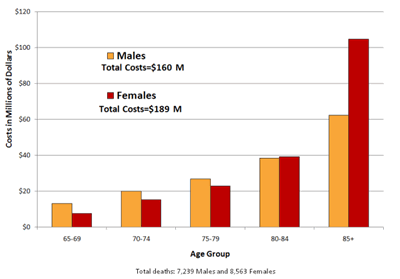 $120
$100
$80
$60
$40
$20
$0
Costs in Millions of Dollars
Males
Total Costs=$160 M
Females
Total Costs=$189 M
65-69 70-74 75-79 80-84 85+
Age Group
Total deaths: 7,239 Males and 8,563 Females